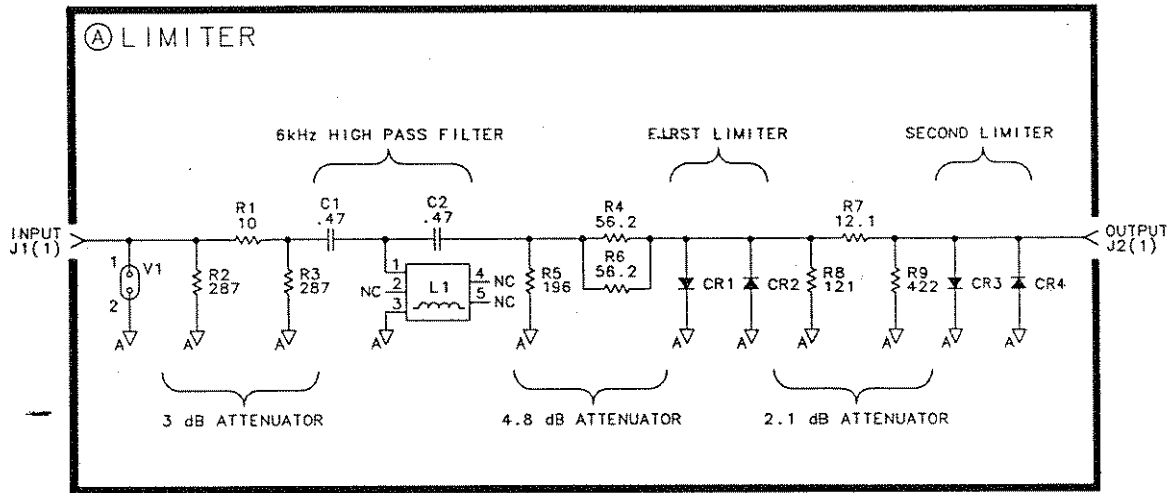 A LIMITER
6kHz HIGH PASS FILTER
E.LRST LIMITER
SECOND LIMITER
INPUT
J1(1)
R1
10
C1
.47
C2
.47
R4
56.2
R7
12.1
OUTPUT
J2(1)
1
V1
2
R2
287
R3
287
1
NC 2
3
L1
4 NC
5 NC
R5
196
R6
56.2
CR1
CR2
R8
121
R9
422
CR3
CR4
A
A
A
A
A
A
A
A
A
A
A
3 dB ATTENUATOR
4.8 dB ATTENUATOR
2.1 dB ATTENUATOR